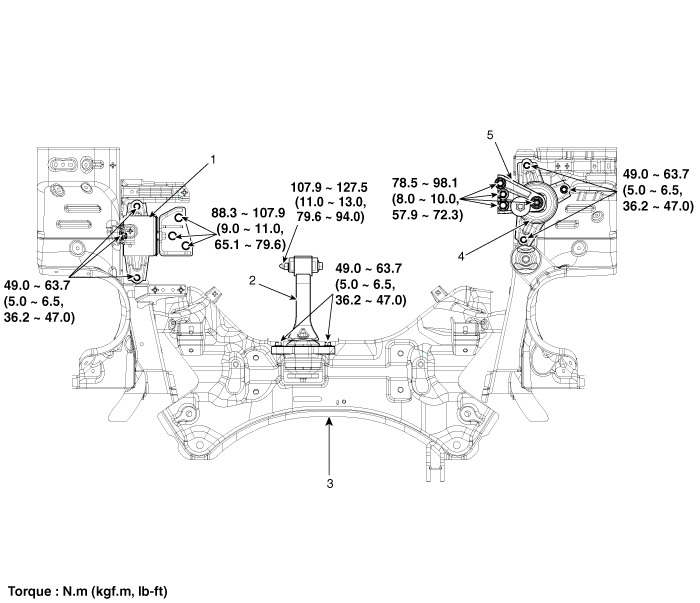 1
88.3 ~ 107.9
(9.0 ~ 11.0,
65.1 ~ 79.6)
107.9 ~ 127.5
(11.0 ~ 13.0,
79.6 ~ 94.0)
5
78.5 ~ 98.1
(8.0 ~ 10.0,
57.9 ~ 72.3)
49.0 ~ 63.7
(5.0 ~ 6.5,
36.2 ~ 47.0)
4
49.0 ~ 63.7
(5.0 ~ 6.5,
36.2 ~ 47.0)
2
49.0 ~ 63.7
(5.0 ~ 6.5,
36.2 ~ 47.0)
3
Torque : N.m (kgf.m, lb-ft)